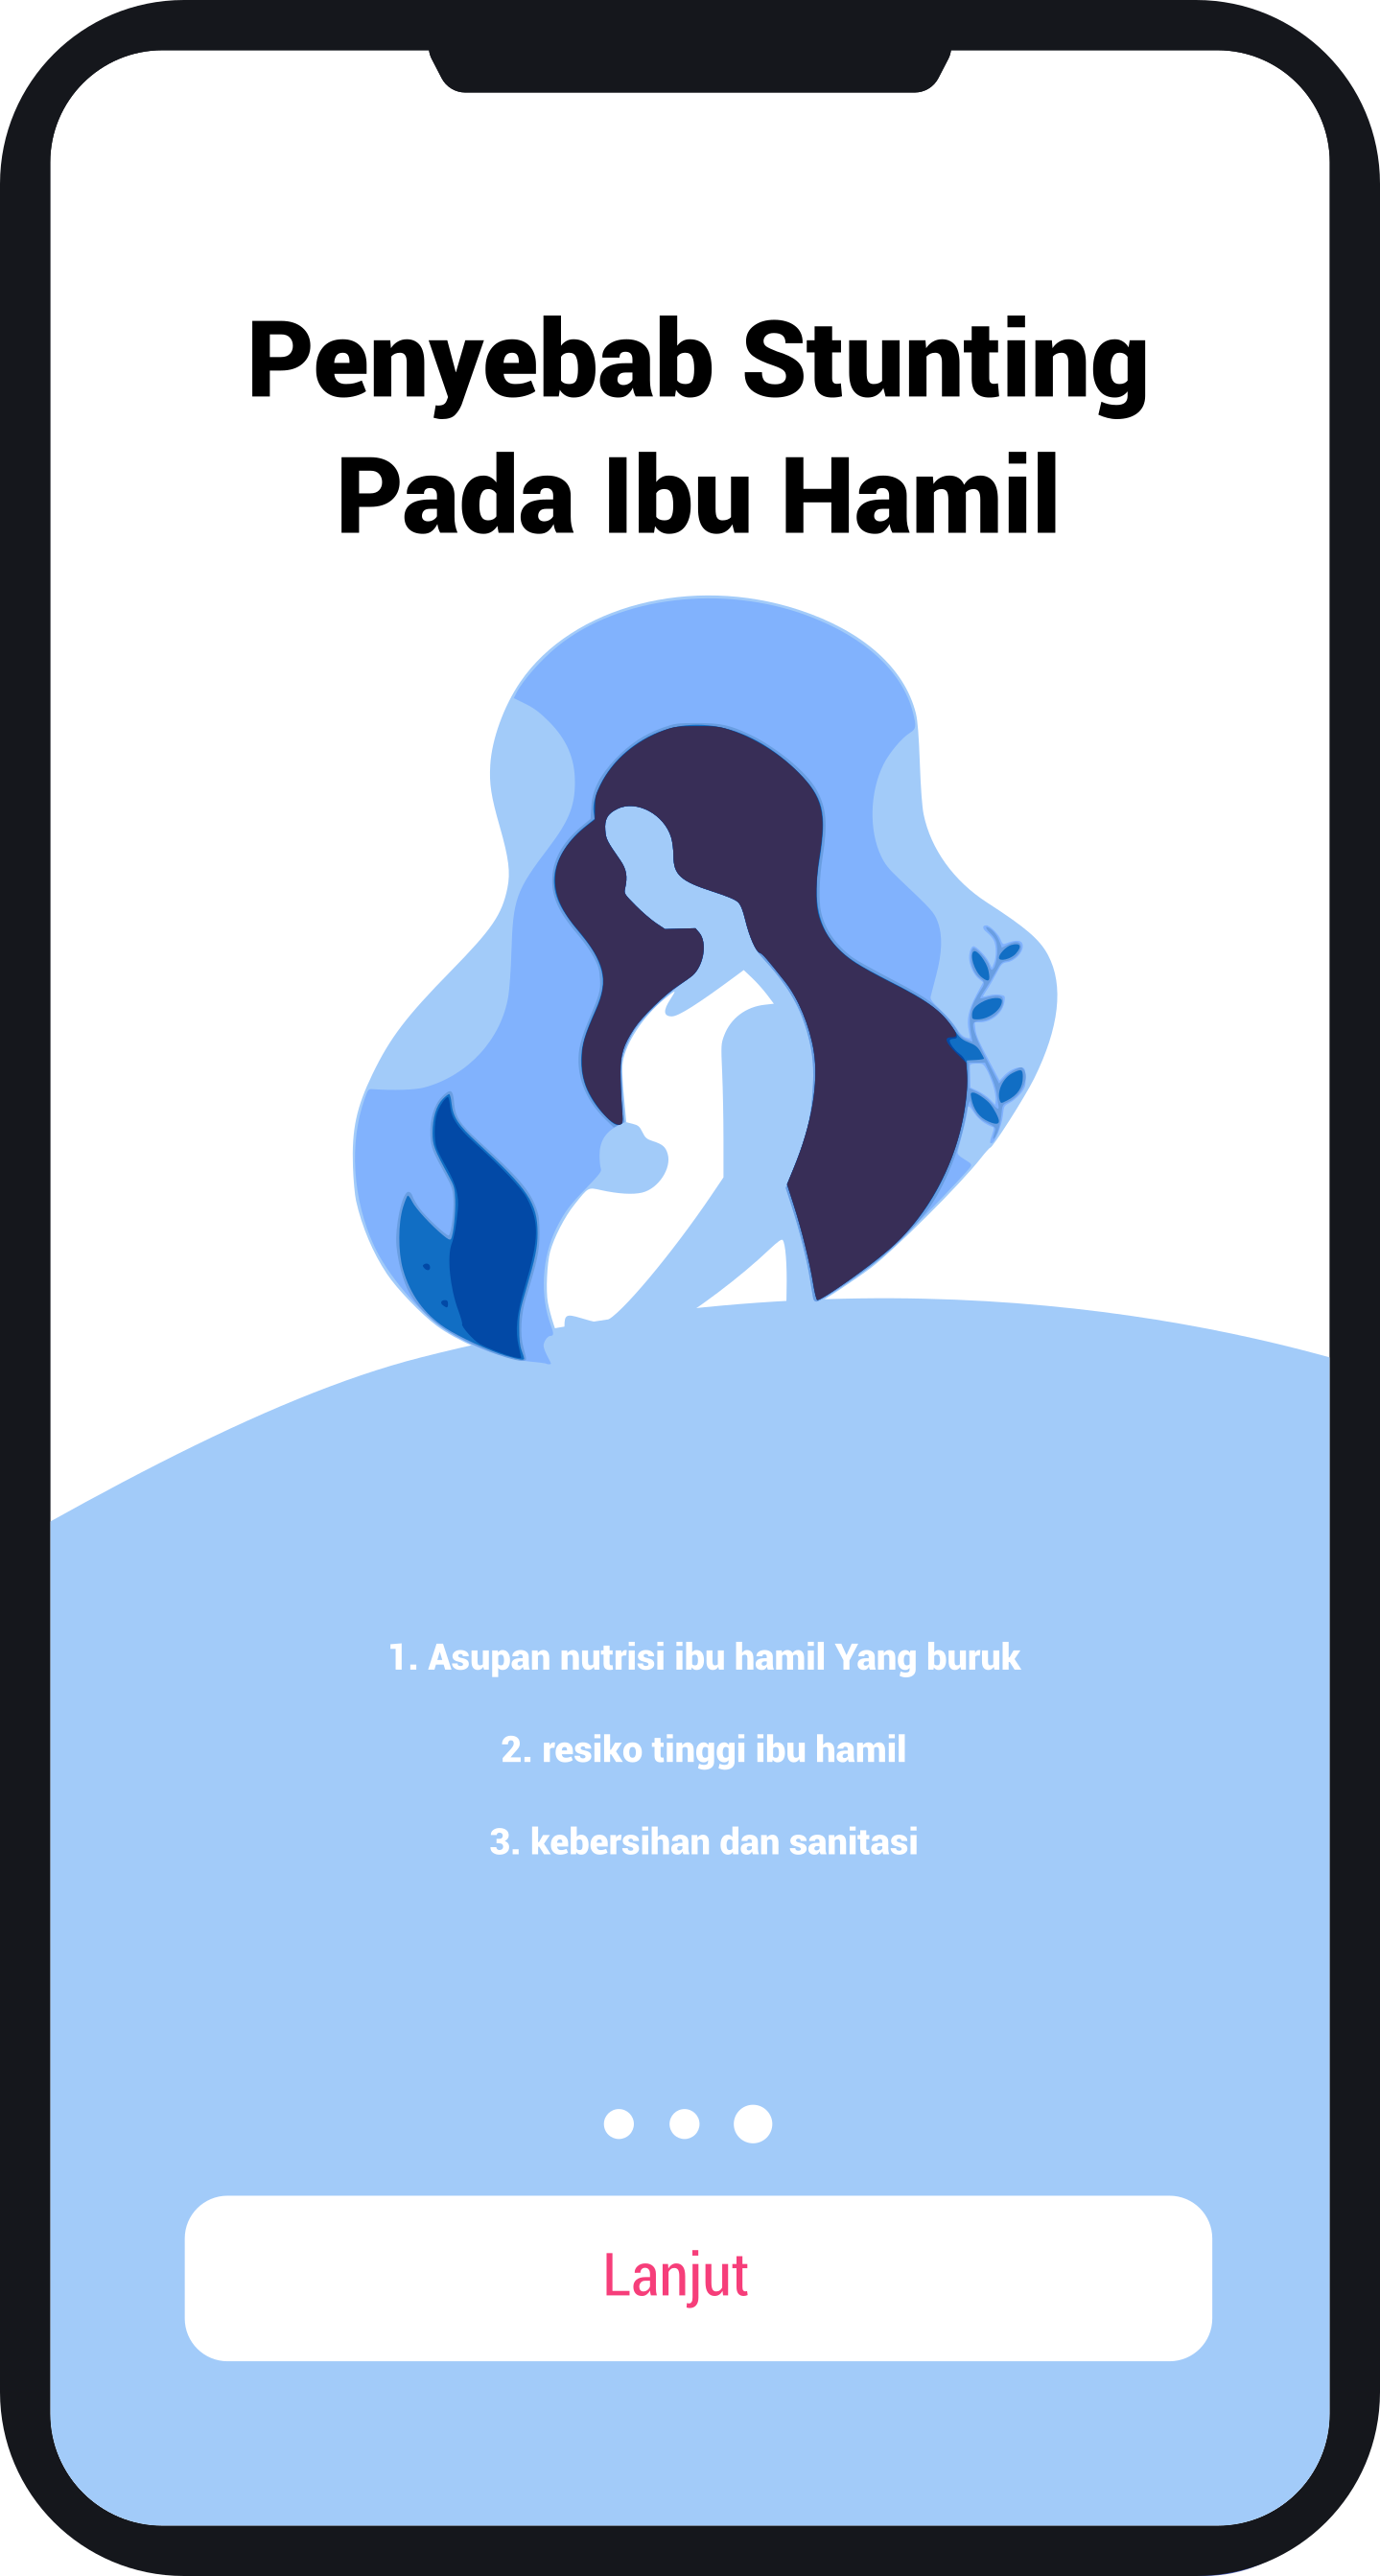 Penyebab Stunting
Pada Ibu Hamil
1. Asupan nutrisi ibu hamil Yang buruk
2. resiko tinggi ibu hamil
3. kebersihan dan sanitasi
Lanjut